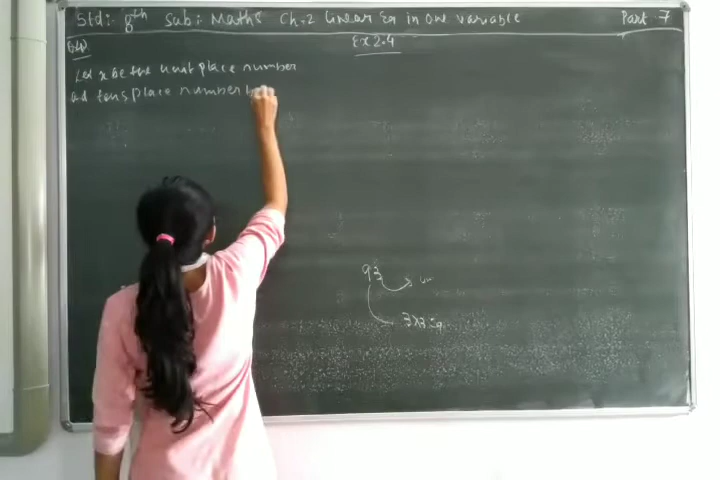 Std:- 8th Sub: Maths Ch-2 Linear Eq in One variable Part 7
Ex 2.4
Let x be the unit place number
ad tens place number b
93
3x3=9